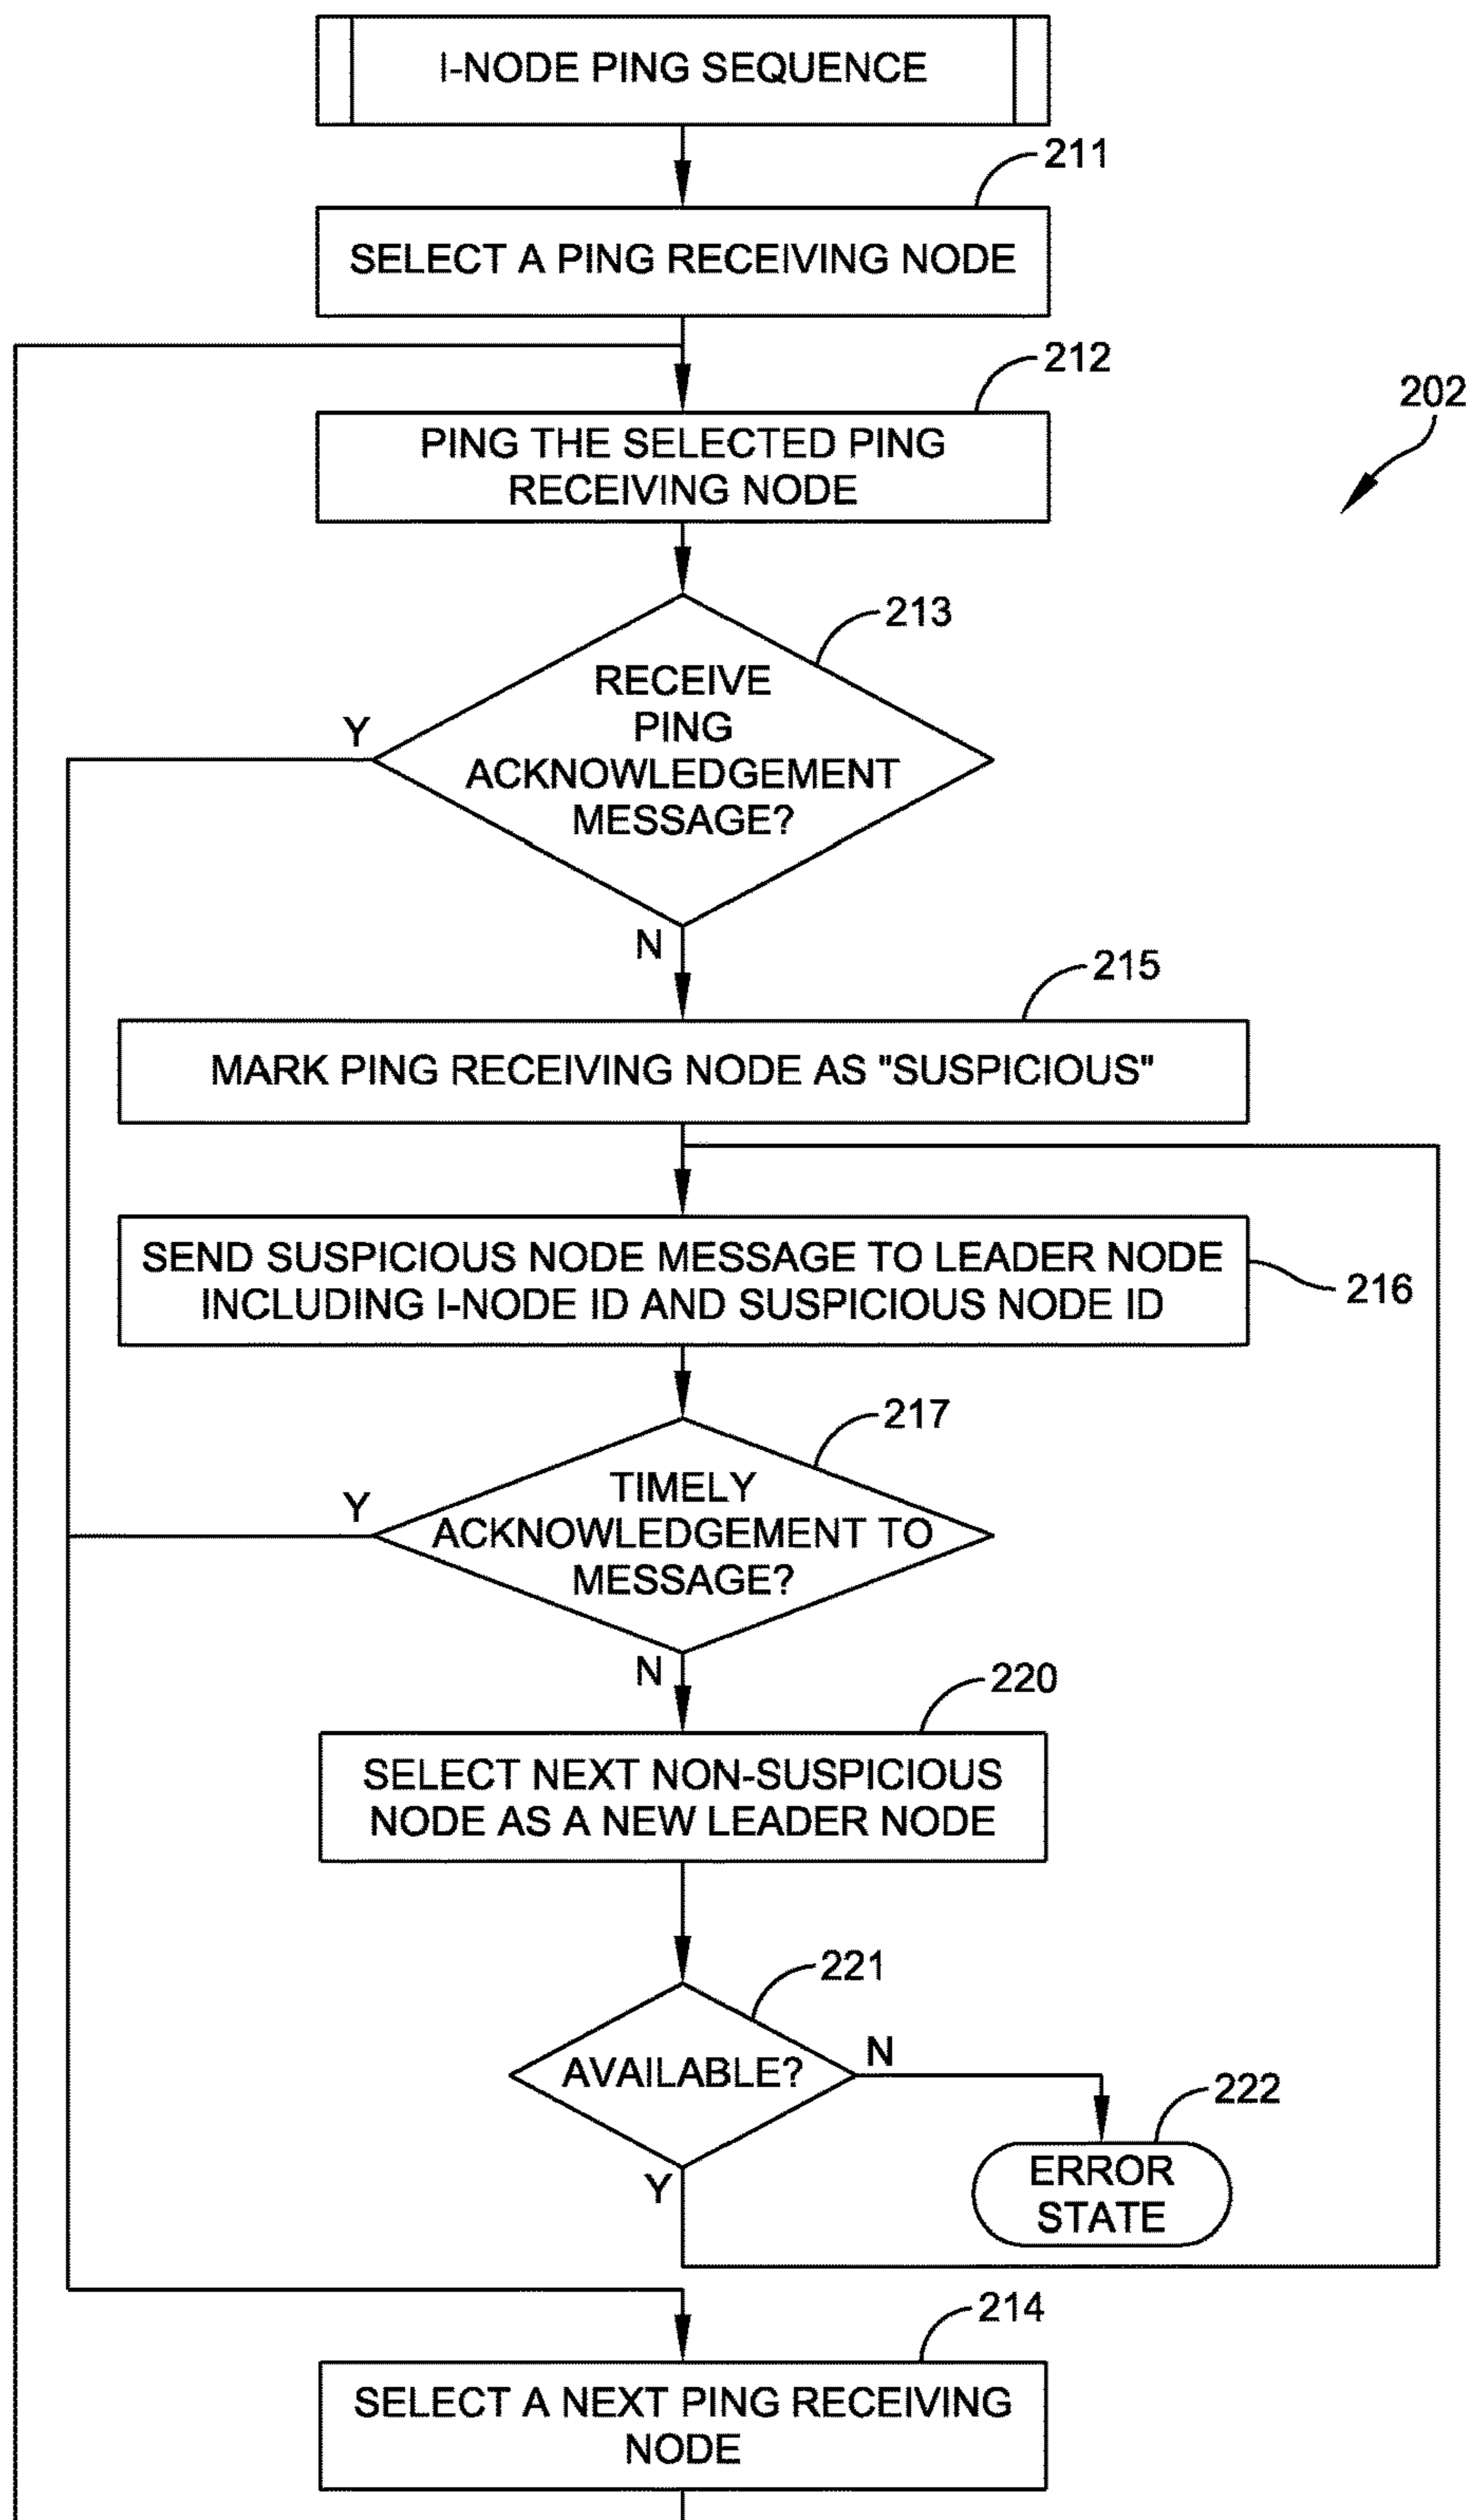 I-NODE PING SEQUENCE
211
SELECT A PING RECEIVING NODE
212
202
PING THE SELECTED PING
RECEIVING NODE
213
RECEIVE
PING
ACKNOWLEDGEMENT
MESSAGE?
Y
N
215
MARK PING RECEIVING NODE AS "SUSPICIOUS"
SEND SUSPICIOUS NODE MESSAGE TO LEADER NODE
INCLUDING I-NODE ID AND SUSPICIOUS NODE ID
216
217
TIMELY
ACKNOWLEDGEMENT TO
MESSAGE?
Y
N
220
SELECT NEXT NON-SUSPICIOUS
NODE AS A NEW LEADER NODE
221
AVAILABLE?
N
222
ERROR
STATE
Y
214
SELECT A NEXT PING RECEIVING
NODE